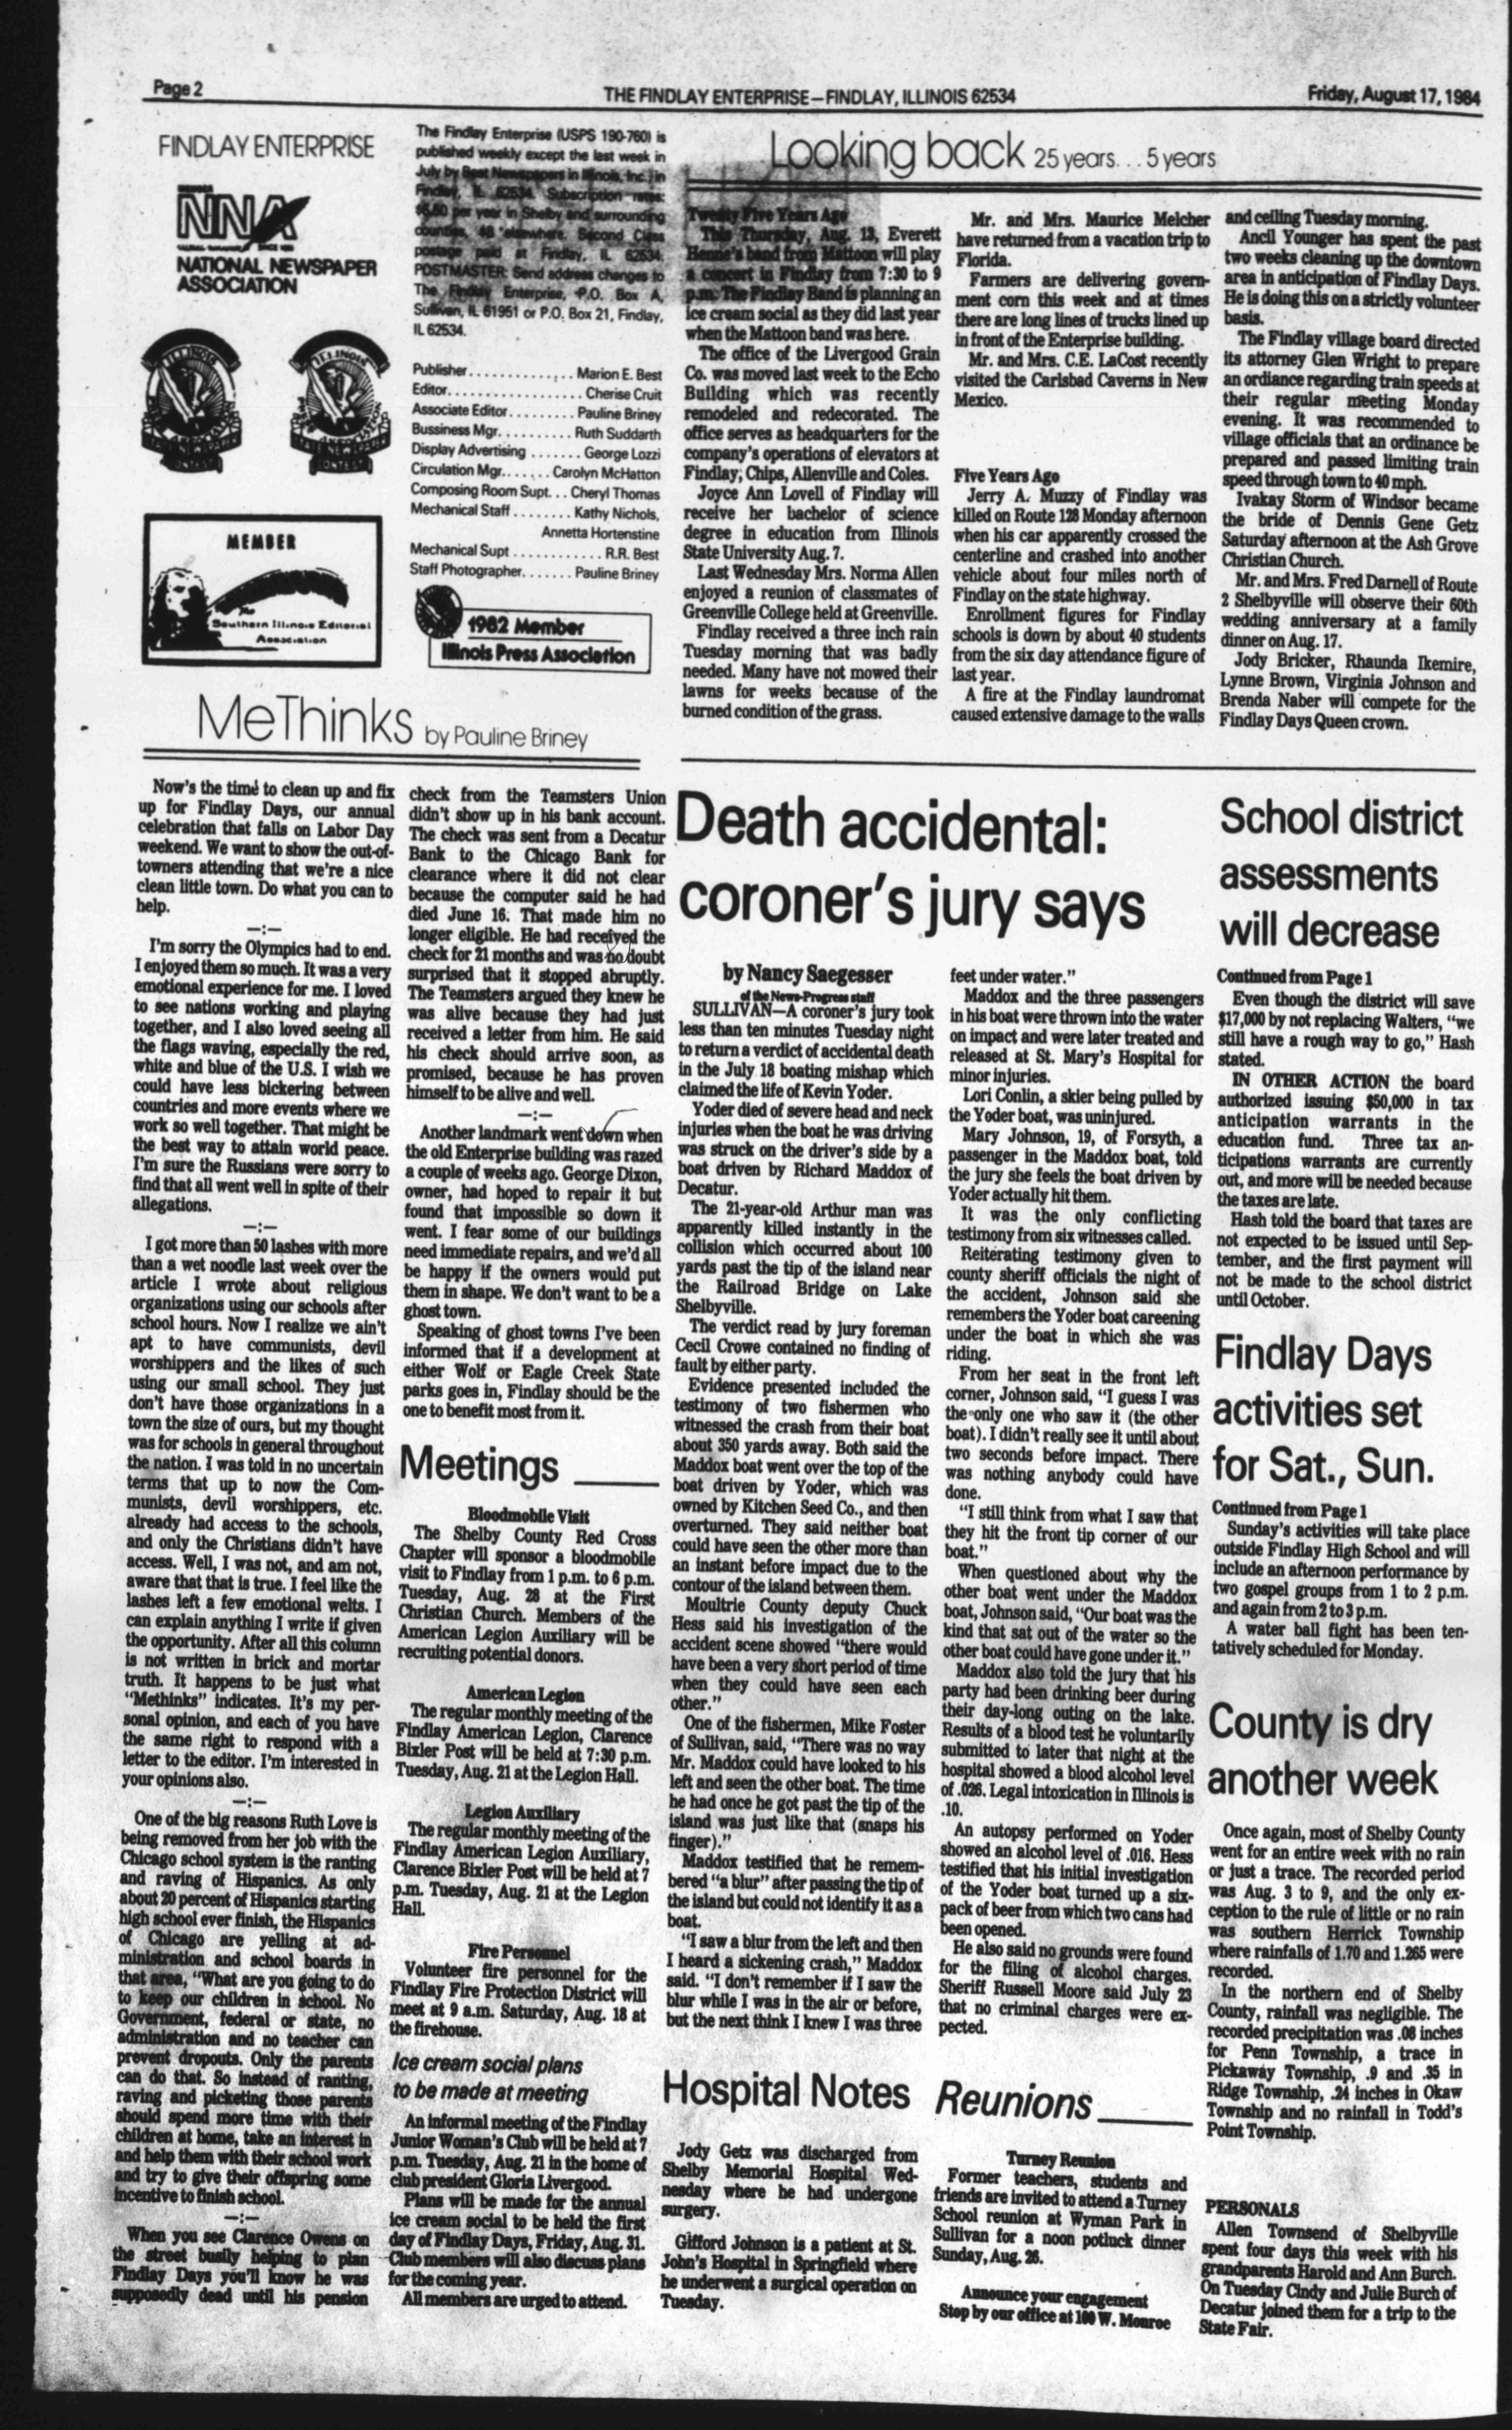 Page 2
THE FINDLAY ENTERPRISE—FINDLAY, ILLINOIS 62534
Friday, August 17, 1984
FINDLAY ENTERPRISE
NNA
NATIONAL NEWSPAPER
ASSOCIATION
MEMBER
The
Southern Illinois Editorial
Association
The Findlay Enterprise (USPS 190-760) is
published weekly except the last week in
July by Best Newspapers in Illinois, Inc. in
Findlay, IL 62534. Subscription rates:
$6.50 per year in Shelby and surrounding
counties, $8 elsewhere. Second Class
postage paid at Findlay, IL 62534.
POSTMASTER: Send address changes to
The Findlay Enterprise, P.O. Box A,
Sullivan, IL 61951 or P.O. Box 21, Findlay,
IL 62534.
Publisher . . . . . . . . . . . . Marion E. Best
Editor . . . . . . . . . . . . . . . . Cherise Cruit
Associate Editor . . . . . . . . Pauline Briney
Bussiness Mgr. . . . . . . . . . Ruth Suddarth
Display Advertising . . . . . . . George Lozzi
Circulation Mgr. . . . . . . Carolyn McHatton
Composing Room Supt. . . Cheryl Thomas
Mechanical Staff . . . . . . . . Kathy Nichols,
Annetta Hortenstine
Mechanical Supt . . . . . . . . . . . R.R. Best
Staff Photographer . . . . . . . Pauline Briney
1982 Member
Illinois Press Association
Looking back 25 years. . . 5 years
Twenty Five Years Ago
This Thursday, Aug. 13, Everett
Henne's band from Mattoon will play
a concert in Findlay from 7:30 to 9
p.m. The Findlay Band is planning an
ice cream social as they did last year
when the Mattoon band was here.
The office of the Livergood Grain
Co. was moved last week to the Echo
Building which was recently
remodeled and redecorated. The
office serves as headquarters for the
company's operations of elevators at
Findlay, Chips, Allenville and Coles.
Joyce Ann Lovell of Findlay will
receive her bachelor of science
degree in education from Illinois
State University Aug. 7.
Last Wednesday Mrs. Norma Allen
enjoyed a reunion of classmates of
Greenville College held at Greenville.
Findlay received a three inch rain
Tuesday morning that was badly
needed. Many have not mowed their
lawns for weeks because of the
burned condition of the grass.
Mr. and Mrs. Maurice Melcher
have returned from a vacation trip to
Florida.
Farmers are delivering govern-
ment corn this week and at times
there are long lines of trucks lined up
in front of the Enterprise building.
Mr. and Mrs. C.E. LaCost recently
visited the Carlsbad Caverns in New
Mexico.
Five Years Ago
Jerry A. Muzzy of Findlay was
killed on Route 128 Monday afternoon
when his car apparently crossed the
centerline and crashed into another
vehicle about four miles north of
Findlay on the state highway.
Enrollment figures for Findlay
schools is down by about 40 students
from the six day attendance figure of
last year.
A fire at the Findlay laundromat
caused extensive damage to the walls
and ceiling Tuesday morning.
Ancil Younger has spent the past
two weeks cleaning up the downtown
area in anticipation of Findlay Days.
He is doing this on a strictly volunteer
basis.
The Findlay village board directed
its attorney Glen Wright to prepare
an ordiance regarding train speeds at
their regular meeting Monday
evening. It was recommended to
village officials that an ordinance be
prepared and passed limiting train
speed through town to 40 mph.
Ivakay Storm of Windsor became
the bride of Dennis Gene Getz
Saturday afternoon at the Ash Grove
Christian Church.
Mr. and Mrs. Fred Darnell of Route
2 Shelbyville will observe their 60th
wedding anniversary at a family
dinner on Aug. 17.
Jody Bricker, Rhaunda Ikemire,
Lynne Brown, Virginia Johnson and
Brenda Naber will compete for the
Findlay Days Queen crown.
MeThinks by Pauline Briney
Now's the time to clean up and fix
up for Findlay Days, our annual
celebration that falls on Labor Day
weekend. We want to show the out-of-
towners attending that we're a nice
clean little town. Do what you can to
help.
—:—
I'm sorry the Olympics had to end.
I enjoyed them so much. It was a very
emotional experience for me. I loved
to see nations working and playing
together, and I also loved seeing all
the flags waving, especially the red,
white and blue of the U.S. I wish we
could have less bickering between
countries and more events where we
work so well together. That might be
the best way to attain world peace.
I'm sure the Russians were sorry to
find that all went well in spite of their
allegations.
—:—
I got more than 50 lashes with more
than a wet noodle last week over the
article I wrote about religious
organizations using our schools after
school hours. Now I realize we ain't
apt to have communists, devil
worshippers and the likes of such
using our small school. They just
don't have those organizations in a
town the size of ours, but my thought
was for schools in general throughout
the nation. I was told in no uncertain
terms that up to now the Com-
munists, devil worshippers, etc.
already had access to the schools,
and only the Christians didn't have
access. Well, I was not, and am not,
aware that that is true. I feel like the
lashes left a few emotional welts. I
can explain anything I write if given
the opportunity. After all this column
is not written in brick and mortar
truth. It happens to be just what
"Methinks" indicates. It's my per-
sonal opinion, and each of you have
the same right to respond with a
letter to the editor. I'm interested in
your opinions also.
—:—
One of the big reasons Ruth Love is
being removed from her job with the
Chicago school system is the ranting
and raving of Hispanics. As only
about 20 percent of Hispanics starting
high school ever finish, the Hispanics
of Chicago are yelling at ad-
ministration and school boards in
that area, "What are you going to do
to keep our children in school. No
Government, federal or state, no
administration and no teacher can
prevent dropouts. Only the parents
can do that. So instead of ranting,
raving and picketing those parents
should spend more time with their
children at home, take an interest in
and help them with their school work
and try to give their offspring some
incentive to finish school.
—:—
When you see Clarence Owens on
the street busily helping to plan
Findlay Days you'll know he was
supposedly dead until his pension
check from the Teamsters Union
didn't show up in his bank account.
The check was sent from a Decatur
Bank to the Chicago Bank for
clearance where it did not clear
because the computer said he had
died June 16. That made him no
longer eligible. He had received the
check for 21 months and was no doubt
surprised that it stopped abruptly.
The Teamsters argued they knew he
was alive because they had just
received a letter from him. He said
his check should arrive soon, as
promised, because he has proven
himself to be alive and well.
—:—
Another landmark went down when
the old Enterprise building was razed
a couple of weeks ago. George Dixon,
owner, had hoped to repair it but
found that impossible so down it
went. I fear some of our buildings
need immediate repairs, and we'd all
be happy if the owners would put
them in shape. We don't want to be a
ghost town.
Speaking of ghost towns I've been
informed that if a development at
either Wolf or Eagle Creek State
parks goes in, Findlay should be the
one to benefit most from it.
Meetings
Bloodmobile Visit
The Shelby County Red Cross
Chapter will sponsor a bloodmobile
visit to Findlay from 1 p.m. to 6 p.m.
Tuesday, Aug. 28 at the First
Christian Church. Members of the
American Legion Auxiliary will be
recruiting potential donors.
American Legion
The regular monthly meeting of the
Findlay American Legion, Clarence
Bixler Post will be held at 7:30 p.m.
Tuesday, Aug. 21 at the Legion Hall.
Legion Auxiliary
The regular monthly meeting of the
Findlay American Legion Auxiliary,
Clarence Bixler Post will be held at 7
p.m. Tuesday, Aug. 21 at the Legion
Hall.
Fire Personnel
Volunteer fire personnel for the
Findlay Fire Protection District will
meet at 9 a.m. Saturday, Aug. 18 at
the firehouse.
Ice cream social plans
to be made at meeting
An informal meeting of the Findlay
Junior Woman's Club will be held at 7
p.m. Tuesday, Aug. 21 in the home of
club president Gloria Livergood.
Plans will be made for the annual
ice cream social to be held the first
day of Findlay Days, Friday, Aug. 31.
Club members will also discuss plans
for the coming year.
All members are urged to attend.
Death accidental:
coroner's jury says
by Nancy Saegesser
of the News-Progress staff
SULLIVAN—A coroner's jury took
less than ten minutes Tuesday night
to return a verdict of accidental death
in the July 18 boating mishap which
claimed the life of Kevin Yoder.
Yoder died of severe head and neck
injuries when the boat he was driving
was struck on the driver's side by a
boat driven by Richard Maddox of
Decatur.
The 21-year-old Arthur man was
apparently killed instantly in the
collision which occurred about 100
yards past the tip of the island near
the Railroad Bridge on Lake
Shelbyville.
The verdict read by jury foreman
Cecil Crowe contained no finding of
fault by either party.
Evidence presented included the
testimony of two fishermen who
witnessed the crash from their boat
about 350 yards away. Both said the
Maddox boat went over the top of the
boat driven by Yoder, which was
owned by Kitchen Seed Co., and then
overturned. They said neither boat
could have seen the other more than
an instant before impact due to the
contour of the island between them.
Moultrie County deputy Chuck
Hess said his investigation of the
accident scene showed "there would
have been a very short period of time
when they could have seen each
other."
One of the fishermen, Mike Foster
of Sullivan, said, "There was no way
Mr. Maddox could have looked to his
left and seen the other boat. The time
he had once he got past the tip of the
island was just like that (snaps his
finger)."
Maddox testified that he remem-
bered "a blur" after passing the tip of
the island but could not identify it as a
boat.
"I saw a blur from the left and then
I heard a sickening crash," Maddox
said. "I don't remember if I saw the
blur while I was in the air or before,
but the next think I knew I was three
feet under water."
Maddox and the three passengers
in his boat were thrown into the water
on impact and were later treated and
released at St. Mary's Hospital for
minor injuries.
Lori Conlin, a skier being pulled by
the Yoder boat, was uninjured.
Mary Johnson, 19, of Forsyth, a
passenger in the Maddox boat, told
the jury she feels the boat driven by
Yoder actually hit them.
It was the only conflicting
testimony from six witnesses called.
Reiterating testimony given to
county sheriff officials the night of
the accident, Johnson said she
remembers the Yoder boat careening
under the boat in which she was
riding.
From her seat in the front left
corner, Johnson said, "I guess I was
the only one who saw it (the other
boat). I didn't really see it until about
two seconds before impact. There
was nothing anybody could have
done.
"I still think from what I saw that
they hit the front tip corner of our
boat."
When questioned about why the
other boat went under the Maddox
boat, Johnson said, "Our boat was the
kind that sat out of the water so the
other boat could have gone under it."
Maddox also told the jury that his
party had been drinking beer during
their day-long outing on the lake.
Results of a blood test he voluntarily
submitted to later that night at the
hospital showed a blood alcohol level
of .026. Legal intoxication in Illinois is
.10.
An autopsy performed on Yoder
showed an alcohol level of .016. Hess
testified that his initial investigation
of the Yoder boat turned up a six-
pack of beer from which two cans had
been opened.
He also said no grounds were found
for the filing of alcohol charges.
Sheriff Russell Moore said July 23
that no criminal charges were ex-
pected.
Hospital Notes
Jody Getz was discharged from
Shelby Memorial Hospital Wed-
nesday where he had undergone
surgery.
Gifford Johnson is a patient at St.
John's Hospital in Springfield where
he underwent a surgical operation on
Tuesday.
Reunions
Turney Reunion
Former teachers, students and
friends are invited to attend a Turney
School reunion at Wyman Park in
Sullivan for a noon potluck dinner
Sunday, Aug. 26.
Announce your engagement
Stop by our office at 100 W. Monroe
School district
assessments
will decrease
Continued from Page 1
Even though the district will save
$17,000 by not replacing Walters, "we
still have a rough way to go," Hash
stated.
IN OTHER ACTION the board
authorized issuing $50,000 in tax
anticipation warrants in the
education fund. Three tax an-
ticipations warrants are currently
out, and more will be needed because
the taxes are late.
Hash told the board that taxes are
not expected to be issued until Sep-
tember, and the first payment will
not be made to the school district
until October.
Findlay Days
activities set
for Sat., Sun.
Continued from Page 1
Sunday's activities will take place
outside Findlay High School and will
include an afternoon performance by
two gospel groups from 1 to 2 p.m.
and again from 2 to 3 p.m.
A water ball fight has been ten-
tatively scheduled for Monday.
County is dry
another week
Once again, most of Shelby County
went for an entire week with no rain
or just a trace. The recorded period
was Aug. 3 to 9, and the only ex-
ception to the rule of little or no rain
was southern Herrick Township
where rainfalls of 1.70 and 1.265 were
recorded.
In the northern end of Shelby
County, rainfall was negligible. The
recorded precipitation was .08 inches
for Penn Township, a trace in
Pickaway Township, .9 and .35 in
Ridge Township, .24 inches in Okaw
Township and no rainfall in Todd's
Point Township.
PERSONALS
Allen Townsend of Shelbyville
spent four days this week with his
grandparents Harold and Ann Burch.
On Tuesday Cindy and Julie Burch of
Decatur joined them for a trip to the
State Fair.